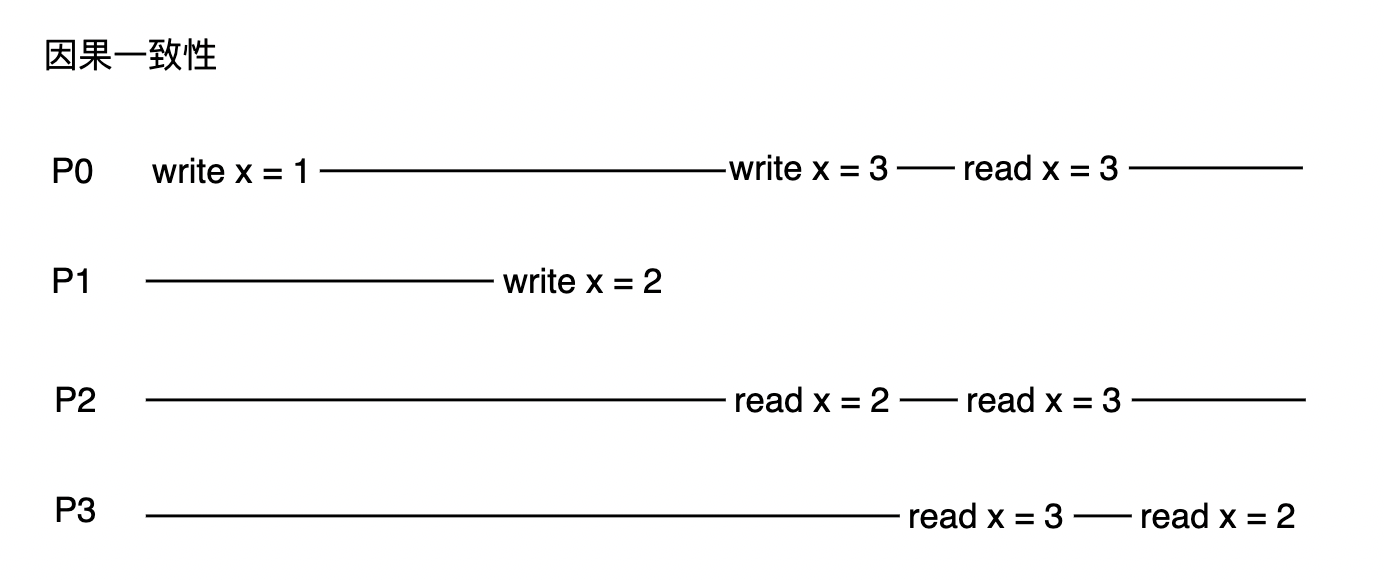 因果一致性
P0 write x = 1 write x = 3 read x = 3
P1 write x = 2
P2 read x = 2 read x = 3
P3 read x = 3 read x = 2